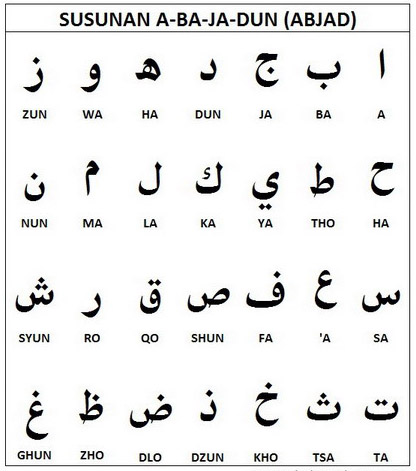 SUSUNAN A-BA-JA-DUN (ABJAD)
ا ب ج د ه و ز
ZUN WA HA DUN JA BA A
ح ط ي ك ل م ن
NUN MA LA KA YA THO HA
س ع ف ص ق ر ش
SYUN RO QO SHUN FA 'A SA
ت ث خ ذ ض ظ غ
GHUN ZHO DLO DZUN KHO TSA TA